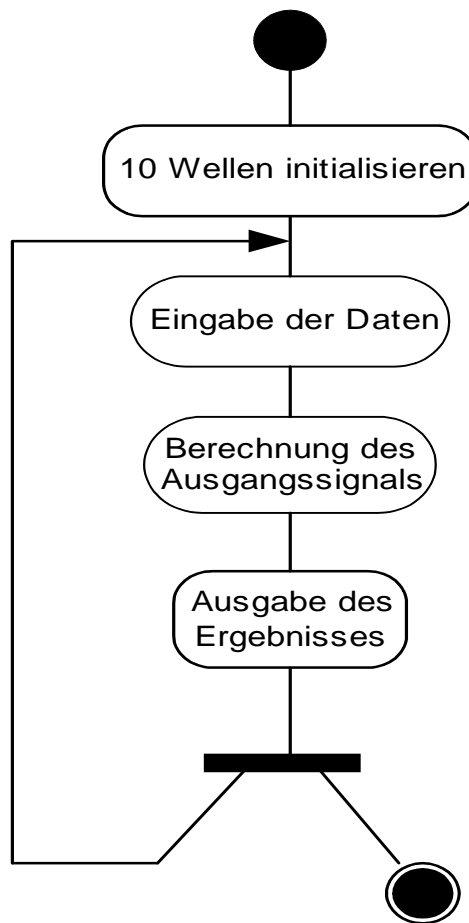 10 Wellen initialisieren
Eingabe der Daten
Berechnung des
Ausgangssignals
Ausgabe des
Ergebnisses